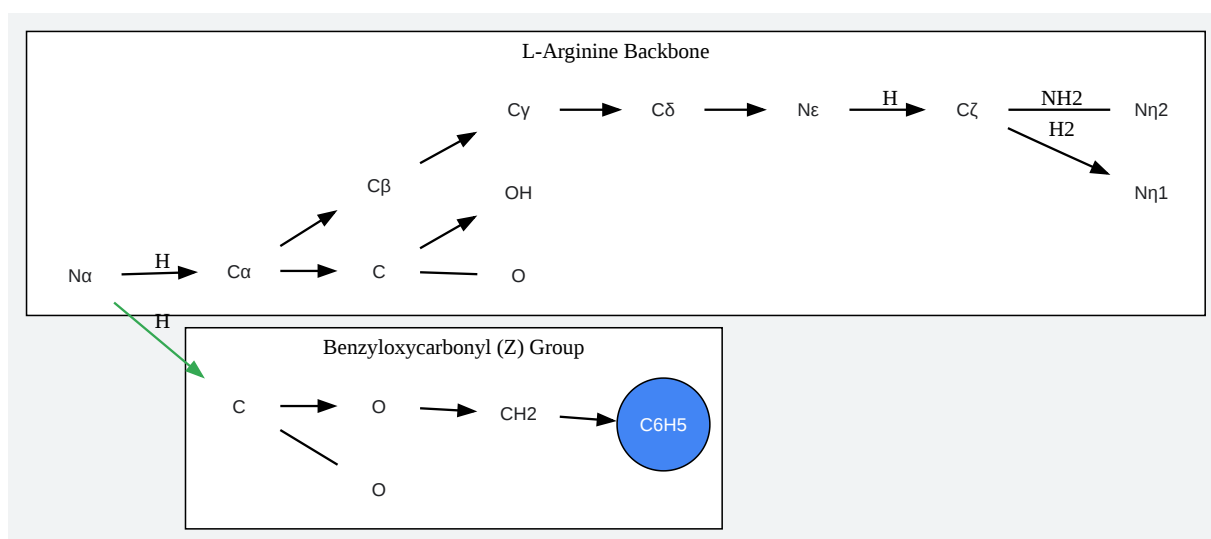 L-Arginine Backbone
Cγ Cδ Nε H Cζ NH2 Nη2
H2
Cβ OH Nη1
Nα H Cα C O
H
Benzyloxycarbonyl (Z) Group
C O CH2 C6H5
O